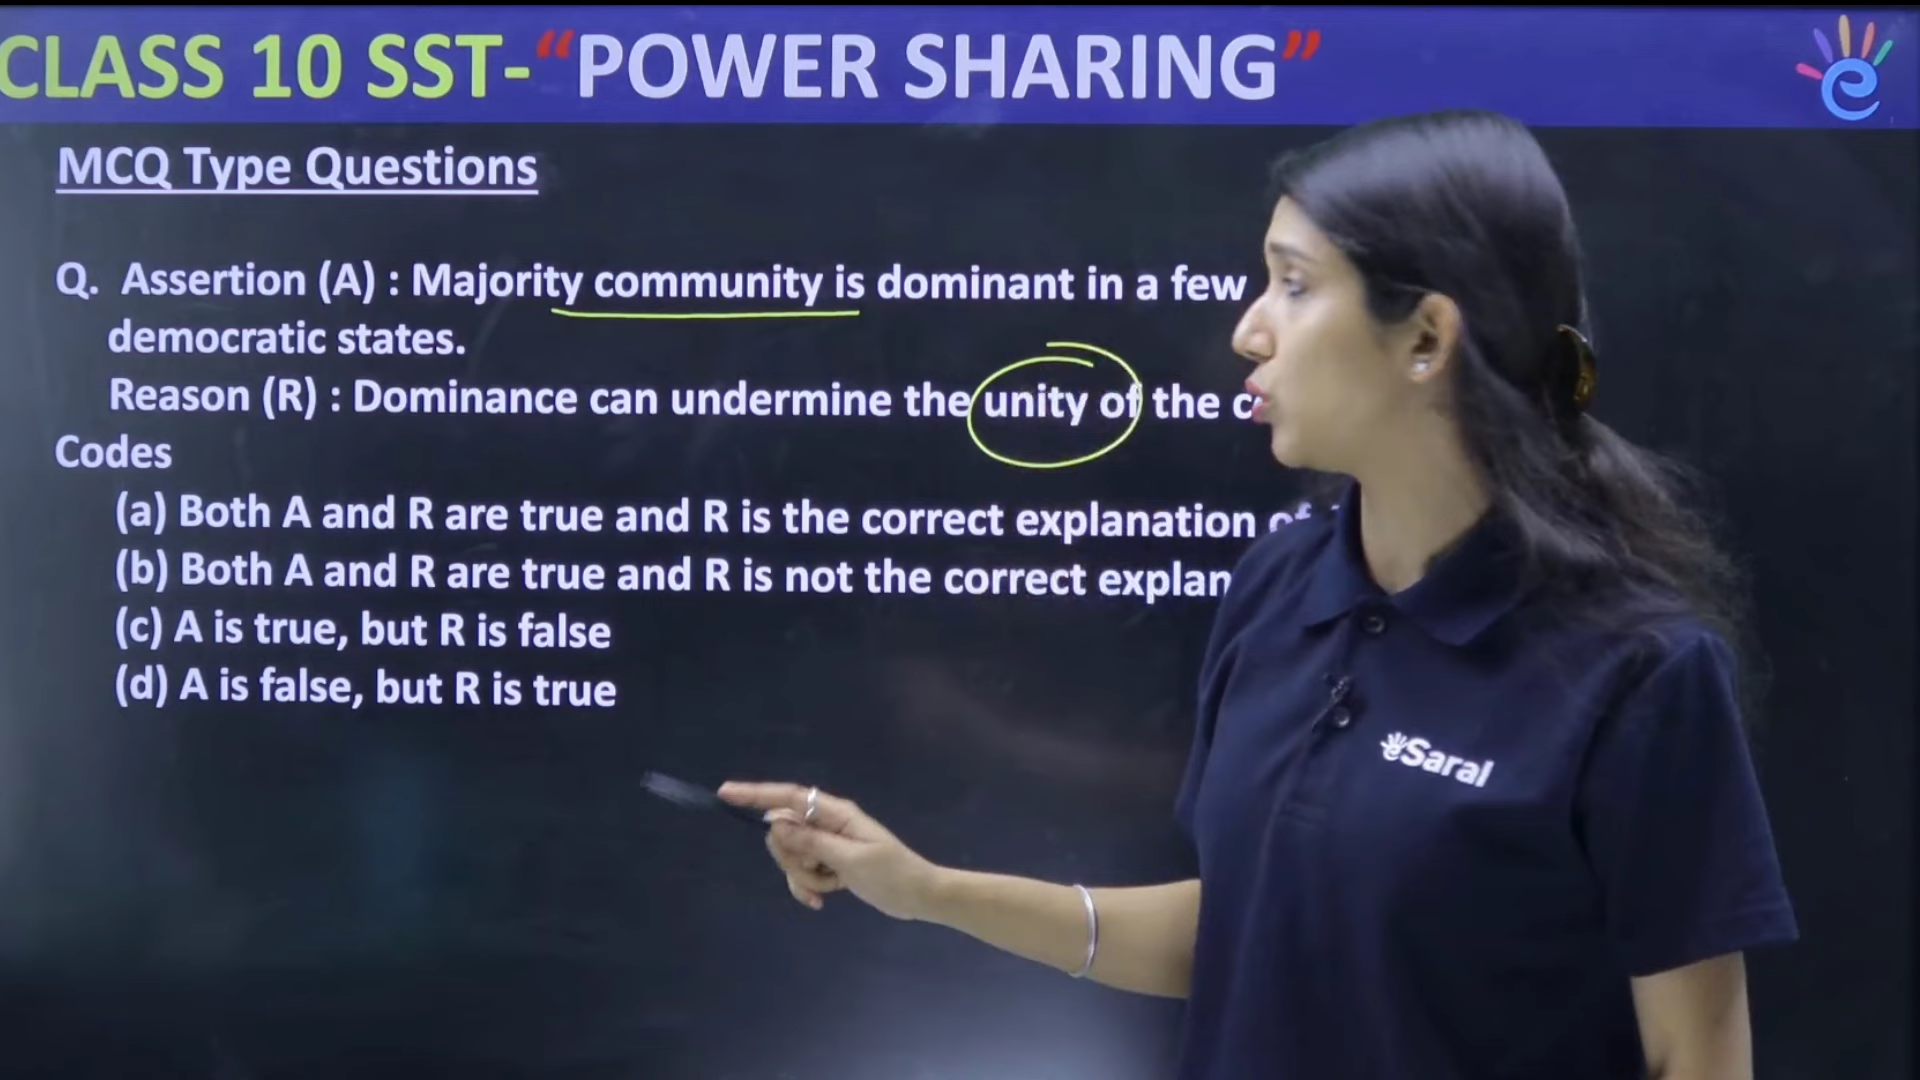 CLASS 10 SST-“POWER SHARING”
MCQ Type Questions
Q. Assertion (A) : Majority community is dominant in a few
democratic states.
Reason (R) : Dominance can undermine the unity of the
Codes
(a) Both A and R are true and R is the correct explanation of
(b) Both A and R are true and R is not the correct
(c) A is true, but R is false
(d) A is false, but R is true
eSaral